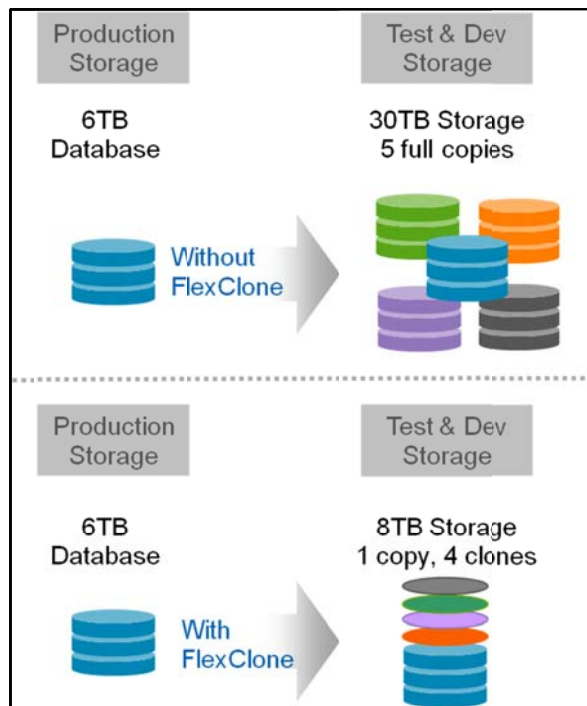 Production
Storage
Test & Dev
Storage
6TB
Database
30TB Storage
5 full copies
Without
FlexClone
Production
Storage
Test & Dev
Storage
6TB
Database
8TB Storage
1 copy, 4 clones
With
FlexClone